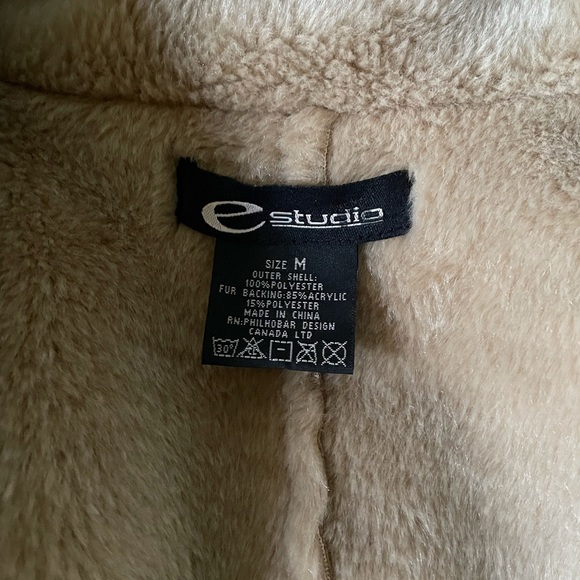 e studio
SIZE M
OUTER SHELL:
100%POLYESTER
FUR BACKING:85%ACRYLIC
15%POLYESTER
MADE IN CHINA
RN:PHILHOBAR DESIGN
CANADA LTD
30°